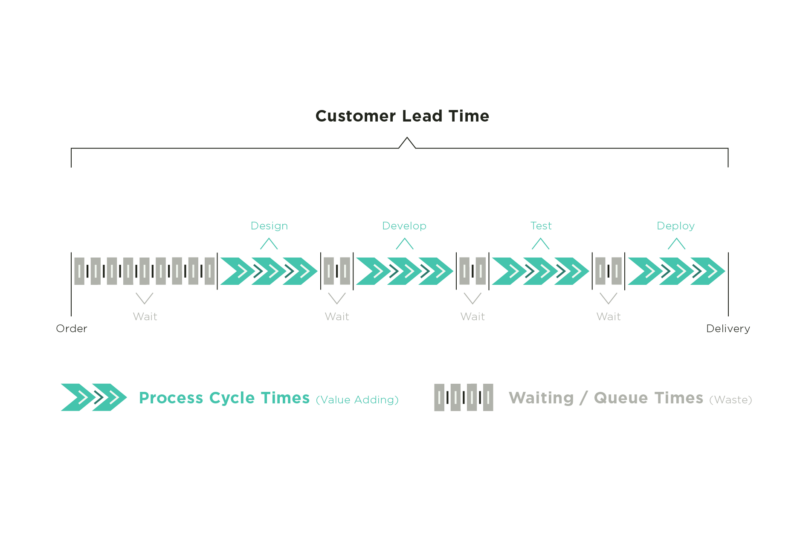 Customer Lead Time
Design
Develop
Test
Deploy
Wait
Wait
Wait
Wait
Order
Delivery
Process Cycle Times (Value Adding)
Waiting / Queue Times (Waste)